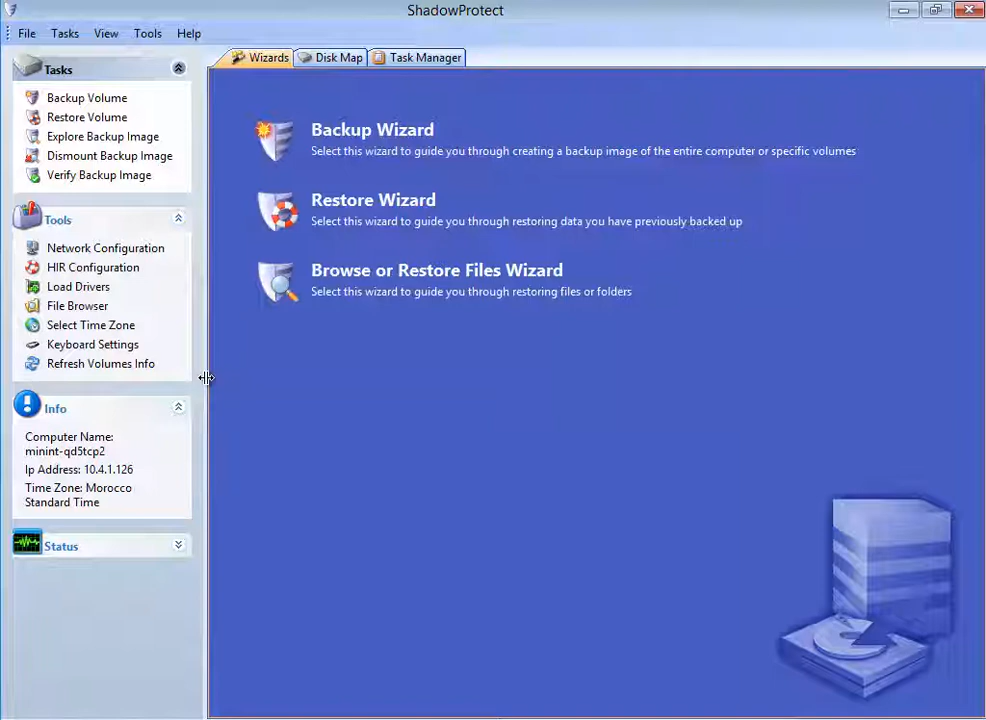 ShadowProtect
File Tasks View Tools Help
Tasks
Backup Volume
Restore Volume
Explore Backup Image
Dismount Backup Image
Verify Backup Image
Tools
Network Configuration
HIR Configuration
Load Drivers
File Browser
Select Time Zone
Keyboard Settings
Refresh Volumes Info
Info
Computer Name:
minint-qd5tcp2
Ip Address: 10.4.1.126
Time Zone: Morocco
Standard Time
Status
Wizards Disk Map Task Manager
Backup Wizard
Select this wizard to guide you through creating a backup image of the entire computer or specific volumes
Restore Wizard
Select this wizard to guide you through restoring data you have previously backed up
Browse or Restore Files Wizard
Select this wizard to guide you through restoring files or folders